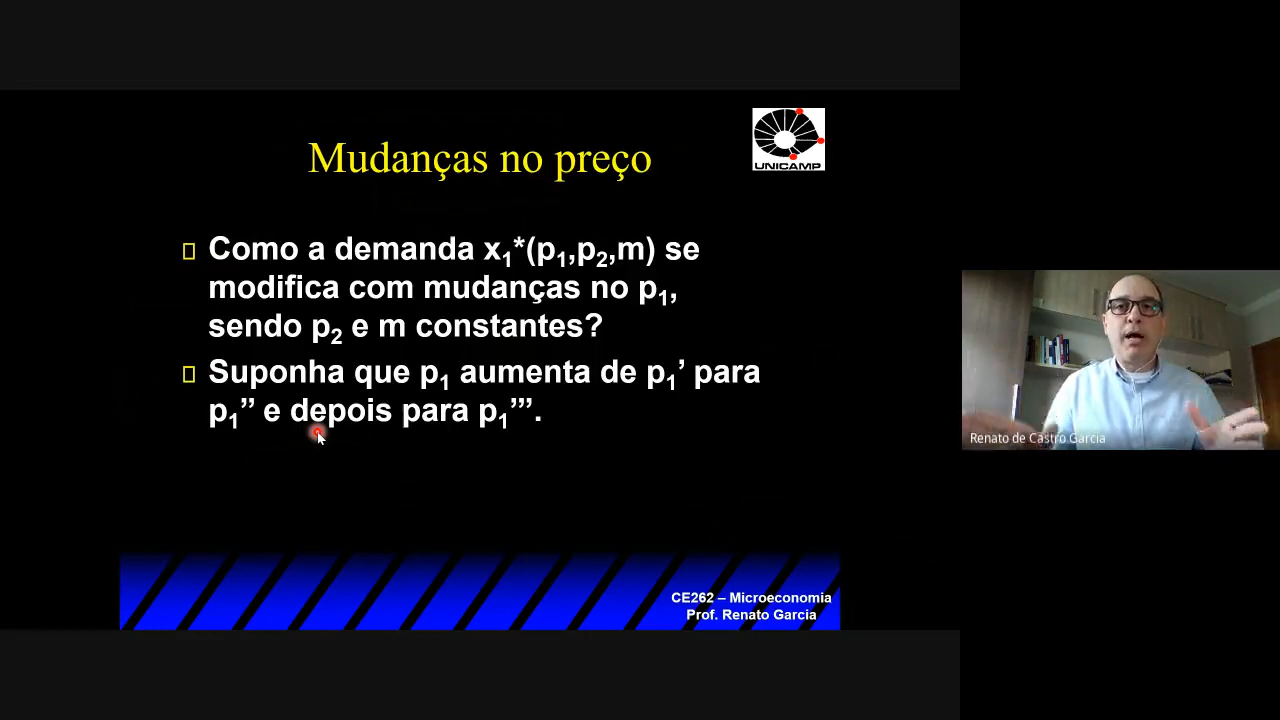 Mudanças no preço
UNICAMP
Como a demanda x₁*(p₁,p₂,m) se
modifica com mudanças no p₁,
sendo p₂ e m constantes?
Suponha que p₁ aumenta de p₁’ para
p₁’’ e depois para p₁’’’.
CE262 – Microeconomia
Prof. Renato Garcia
Renato de Castro Garcia